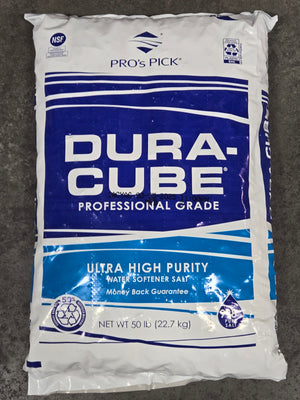 NSF
PRO's PICK®
DURA-
CUBE®
PROFESSIONAL GRADE
ULTRA HIGH PURITY
WATER SOFTENER SALT
Money Back Guarantee
NET WT 50 lb (22.7 kg)
SALT